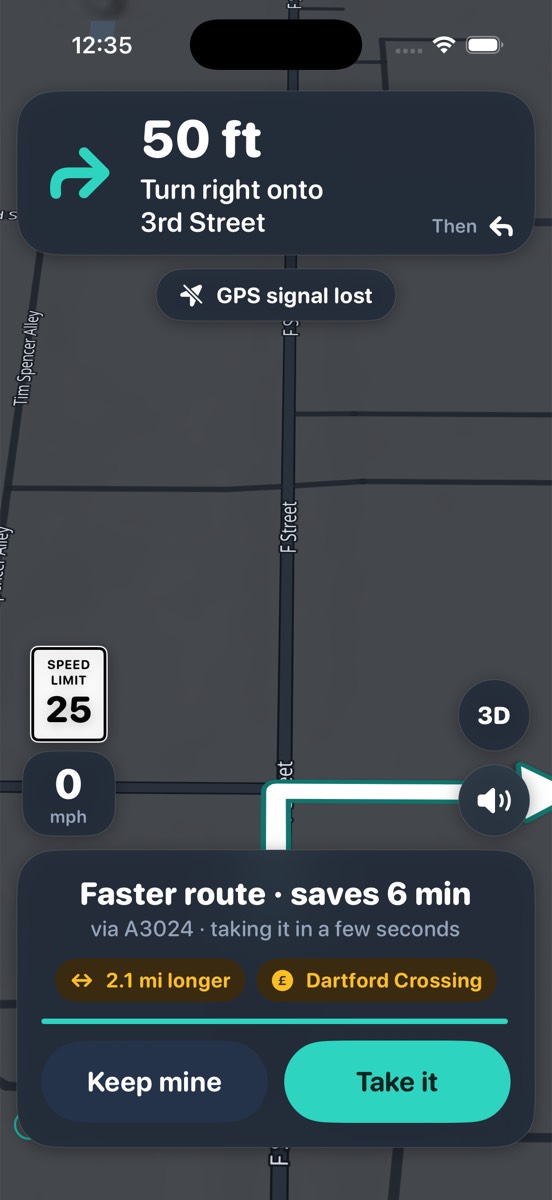 12:35
50 ft
Turn right onto
3rd Street
Then
GPS signal lost
Tim Spencer Alley
F Street
SPEED
LIMIT
25
3D
0
mph
Faster route · saves 6 min
via A3024 · taking it in a few seconds
2.1 mi longer
£ Dartford Crossing
Keep mine
Take it